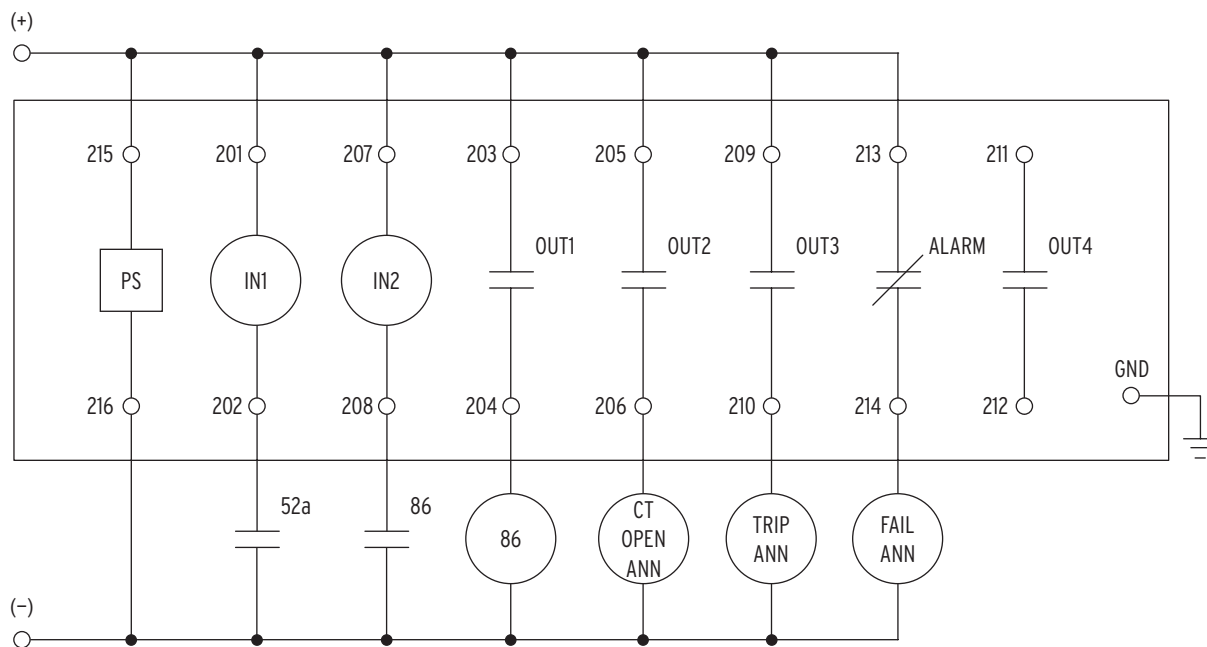 (+)
215
201
207
203
205
209
213
211
OUT1
OUT2
OUT3
ALARM
OUT4
PS
IN1
IN2
GND
216
202
208
204
206
210
214
212
52a
86
86
CT
OPEN
ANN
TRIP
ANN
FAIL
ANN
(–)